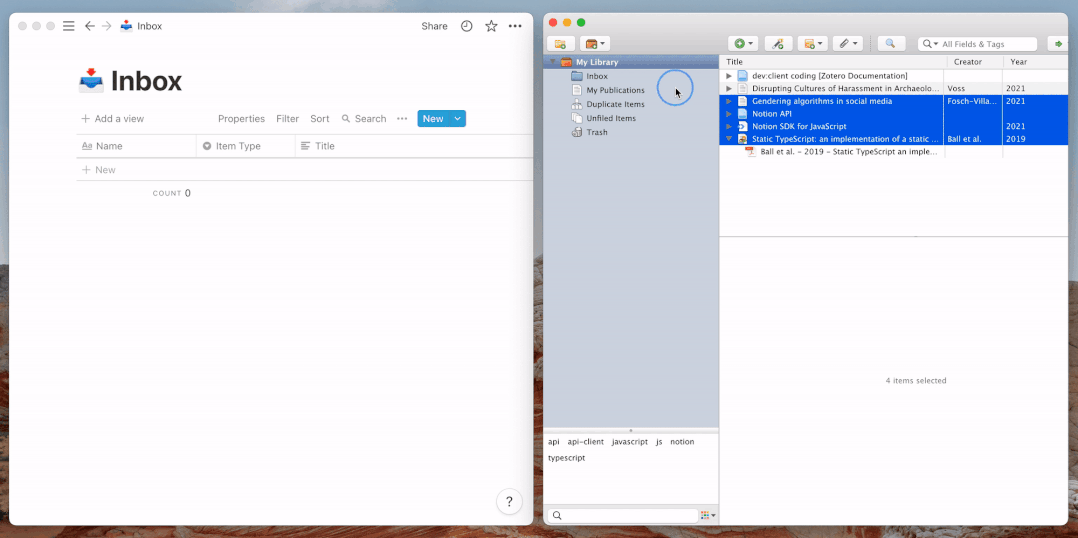 Inbox
Share
Inbox
Add a view
Properties
Filter
Sort
Search
New
Aa Name
Item Type
Title
New
COUNT 0
?
My Library
Inbox
My Publications
Duplicate Items
Unfiled Items
Trash
api api-client javascript js notion
typescript
All Fields & Tags
Title Creator Year
dev:client coding [Zotero Documentation]
Disrupting Cultures of Harassment in Archaeolo... Voss 2021
Gendering algorithms in social media Fosch-Villa... 2021
Notion API
Notion SDK for JavaScript 2021
Static TypeScript: an implementation of a static ... Ball et al. 2019
Ball et al. - 2019 - Static TypeScript an imple...
4 items selected